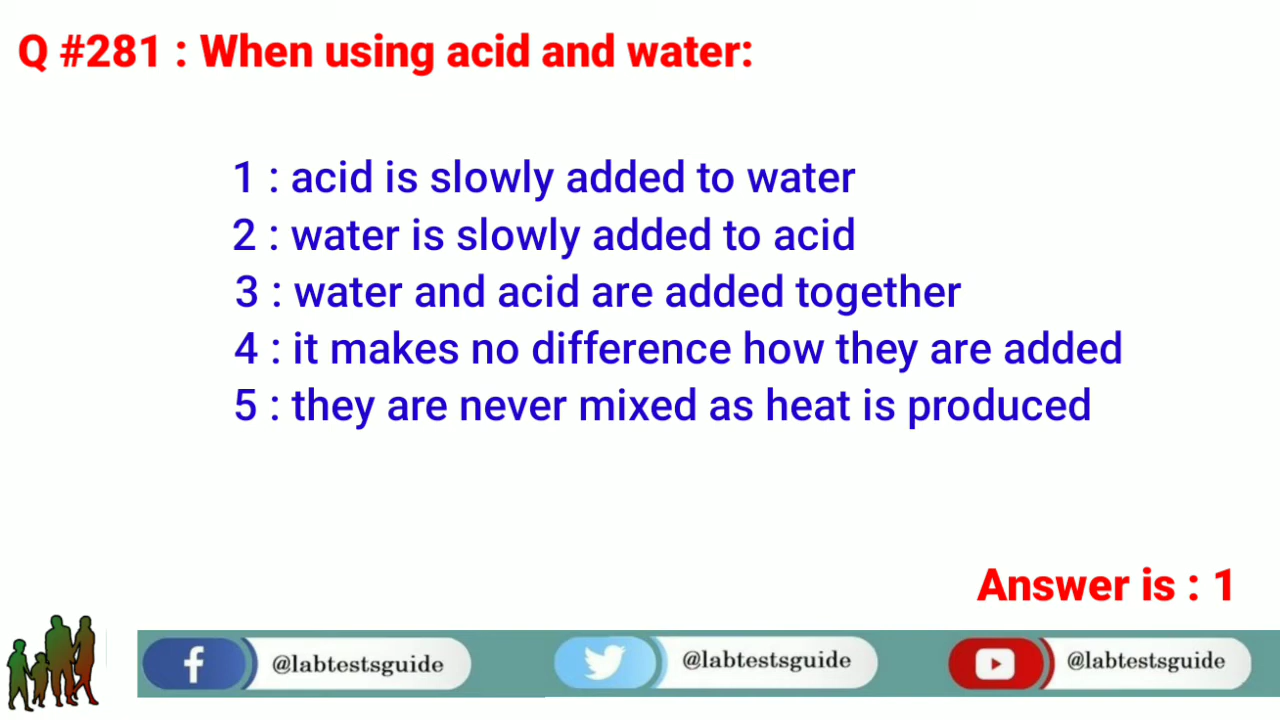 Q #281 : When using acid and water:
1 : acid is slowly added to water
2 : water is slowly added to acid
3 : water and acid are added together
4 : it makes no difference how they are added
5 : they are never mixed as heat is produced
Answer is : 1
@labtestsguide @labtestsguide @labtestsguide